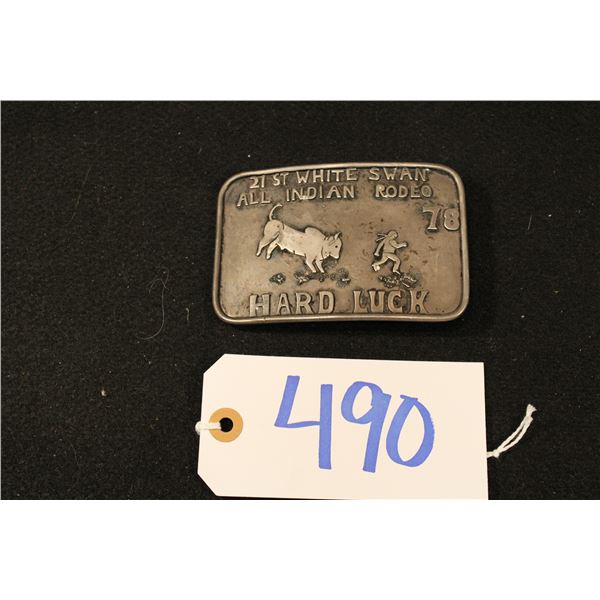 21 ST WHITE SWAN
ALL INDIAN RODEO
78
HARD LUCK
490